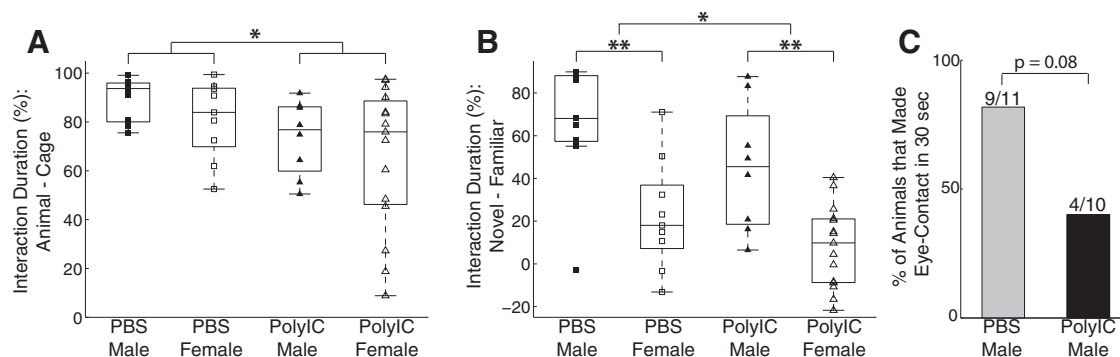 A
*
Interaction Duration (%):
Animal - Cage
100
80
60
40
20
0
PBS
Male
PBS
Female
PolyIC
Male
PolyIC
Female
B
*
**
**
Interaction Duration (%):
Novel - Familiar
80
60
40
20
0
−20
PBS
Male
PBS
Female
PolyIC
Male
PolyIC
Female
C
p = 0.08
% of Animals that Made
Eye-Contact in 30 sec
100
50
0
9/11
4/10
PBS
Male
PolyIC
Male